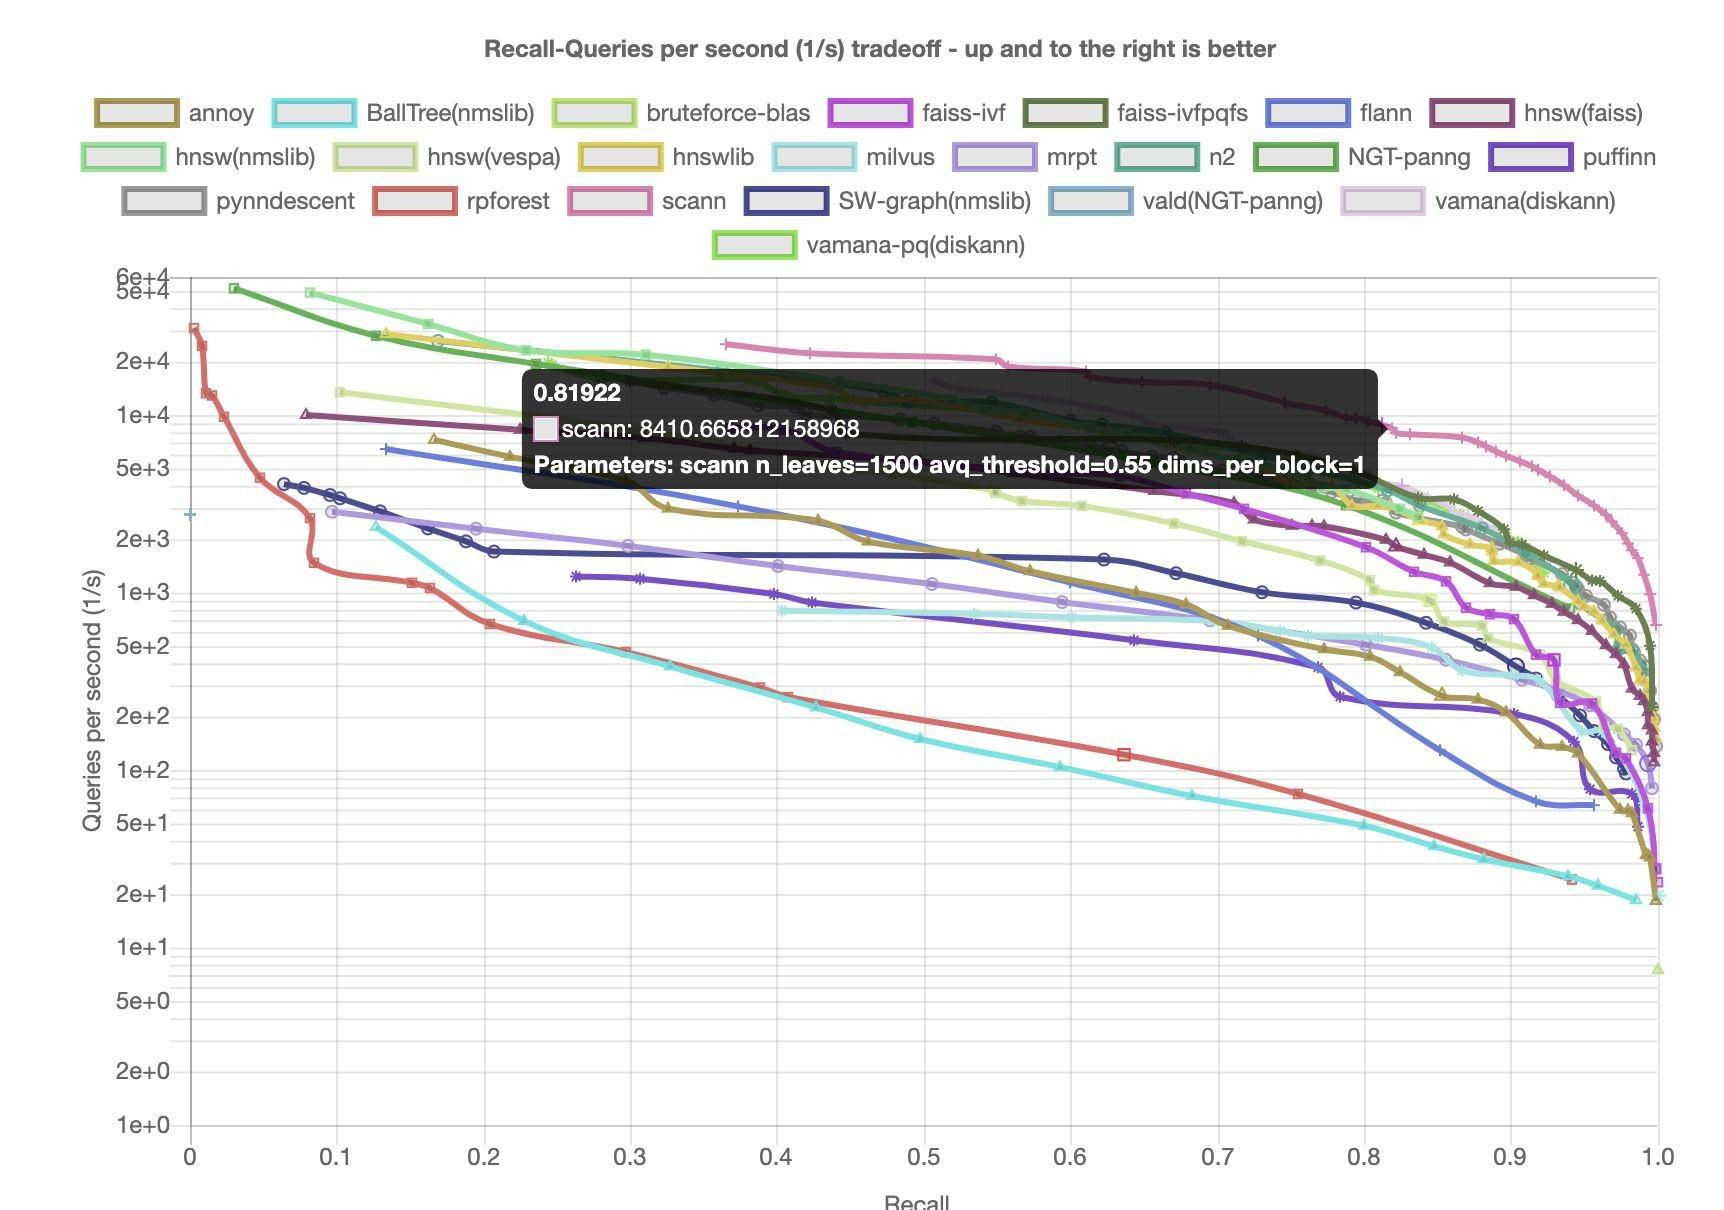 Recall-Queries per second (1/s) tradeoff - up and to the right is better
annoy BallTree(nmslib) bruteforce-blas faiss-ivf faiss-ivfpqfs flann hnsw(faiss)
hnsw(nmslib) hnsw(vespa) hnswlib milvus mrpt n2 NGT-panng puffinn
pynndescent rpforest scann SW-graph(nmslib) vald(NGT-panng) vamana(diskann)
vamana-pq(diskann)
6e+4
5e+4
2e+4
1e+4
5e+3
2e+3
1e+3
5e+2
2e+2
1e+2
5e+1
2e+1
1e+1
5e+0
2e+0
1e+0
Queries per second (1/s)
0.81922
scann: 8410.665812158968
Parameters: scann n_leaves=1500 avq_threshold=0.55 dims_per_block=1
0 0.1 0.2 0.3 0.4 0.5 0.6 0.7 0.8 0.9 1.0
Recall